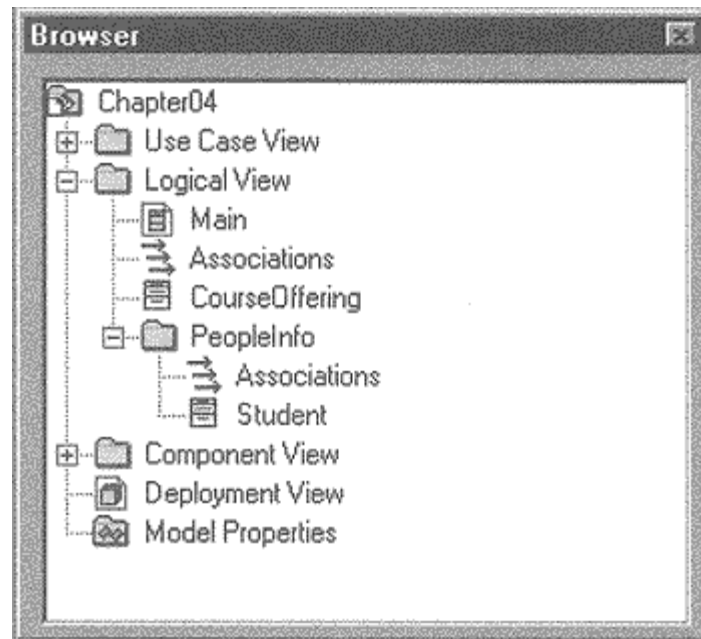 Browser
Chapter04
Use Case View
Logical View
Main
Associations
CourseOffering
PeopleInfo
Associations
Student
Component View
Deployment View
Model Properties